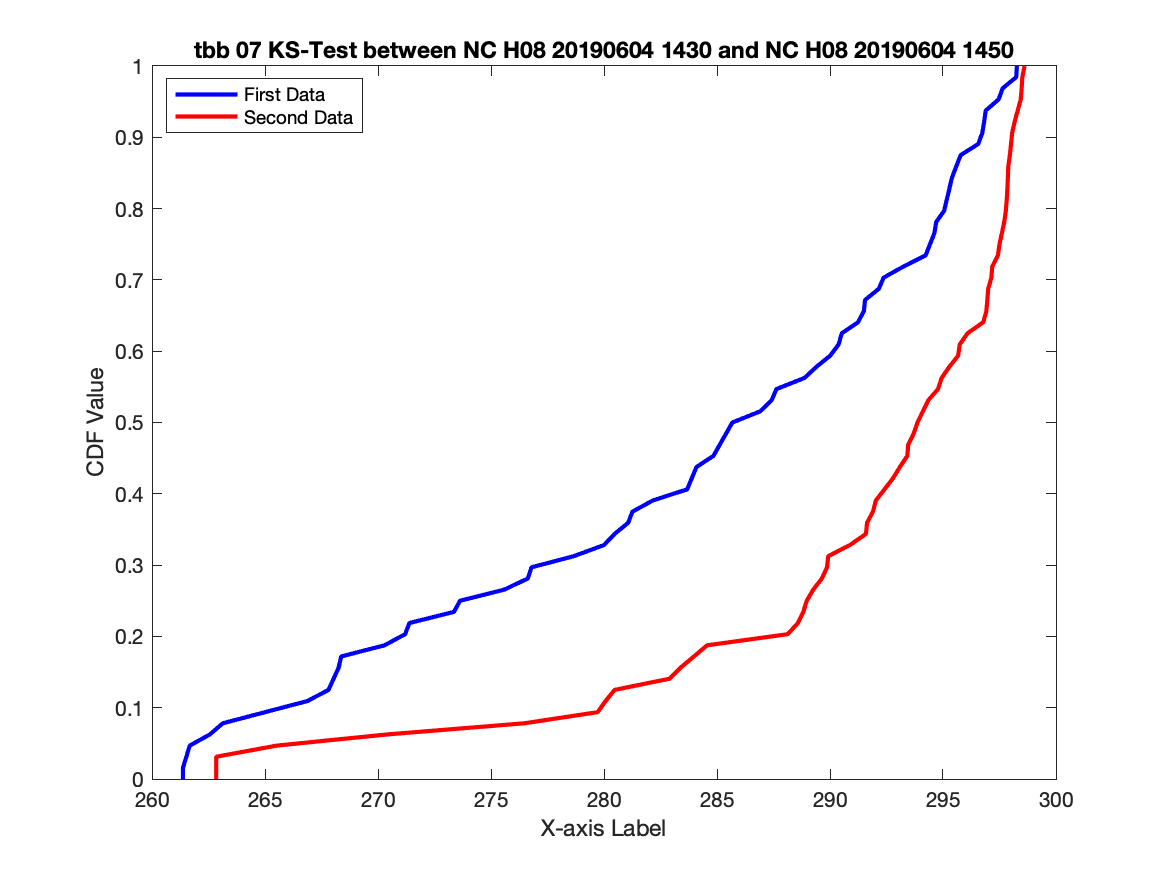 tbb 07 KS-Test between NC H08 20190604 1430 and NC H08 20190604 1450
First Data
Second Data
1
0.9
0.8
0.7
0.6
0.5
0.4
0.3
0.2
0.1
0
CDF Value
260 265 270 275 280 285 290 295 300
X-axis Label